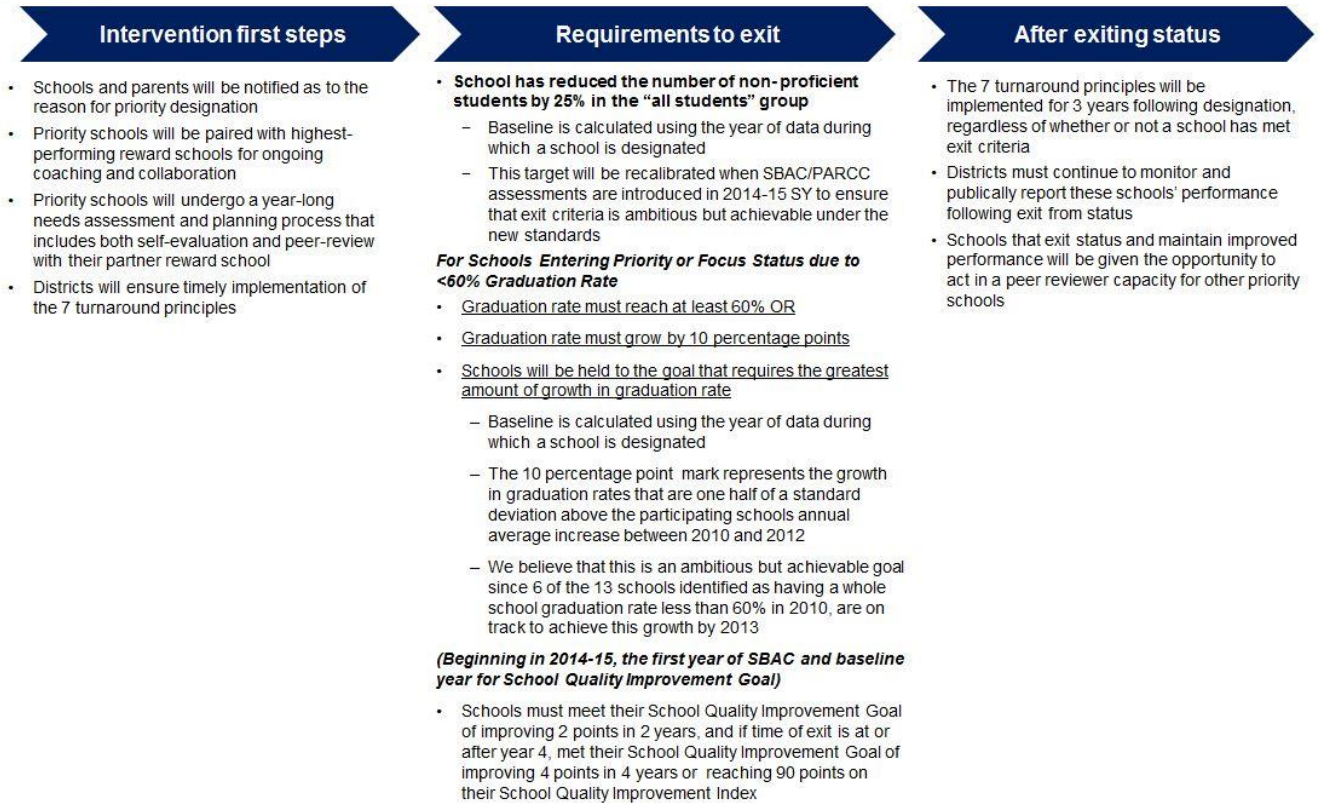 Intervention first steps
• Schools and parents will be notified as to the
reason for priority designation
• Priority schools will be paired with highest-
performing reward schools for ongoing
coaching and collaboration
• Priority schools will undergo a year-long
needs assessment and planning process that
includes both self-evaluation and peer-review
with their partner reward school
• Districts will ensure timely implementation of
the 7 turnaround principles
Requirements to exit
• School has reduced the number of non-proficient
students by 25% in the “all students” group
– Baseline is calculated using the year of data during
which a school is designated
– This target will be recalibrated when SBAC/PARCC
assessments are introduced in 2014-15 SY to ensure
that exit criteria is ambitious but achievable under the
new standards
For Schools Entering Priority or Focus Status due to
<60% Graduation Rate
• Graduation rate must reach at least 60% OR
• Graduation rate must grow by 10 percentage points
• Schools will be held to the goal that requires the greatest
amount of growth in graduation rate
– Baseline is calculated using the year of data during
which a school is designated
– The 10 percentage point mark represents the growth
in graduation rates that are one half of a standard
deviation above the participating schools annual
average increase between 2010 and 2012
– We believe that this is an ambitious but achievable goal
since 6 of the 13 schools identified as having a whole
school graduation rate less than 60% in 2010, are on
track to achieve this growth by 2013
(Beginning in 2014-15, the first year of SBAC and baseline
year for School Quality Improvement Goal)
• Schools must meet their School Quality Improvement Goal
of improving 2 points in 2 years, and if time of exit is at or
after year 4, met their School Quality Improvement Goal of
improving 4 points in 4 years or reaching 90 points on
their School Quality Improvement Index
After exiting status
• The 7 turnaround principles will be
implemented for 3 years following designation,
regardless of whether or not a school has met
exit criteria
• Districts must continue to monitor and
publically report these schools’ performance
following exit from status
• Schools that exit status and maintain improved
performance will be given the opportunity to
act in a peer reviewer capacity for other priority
schools